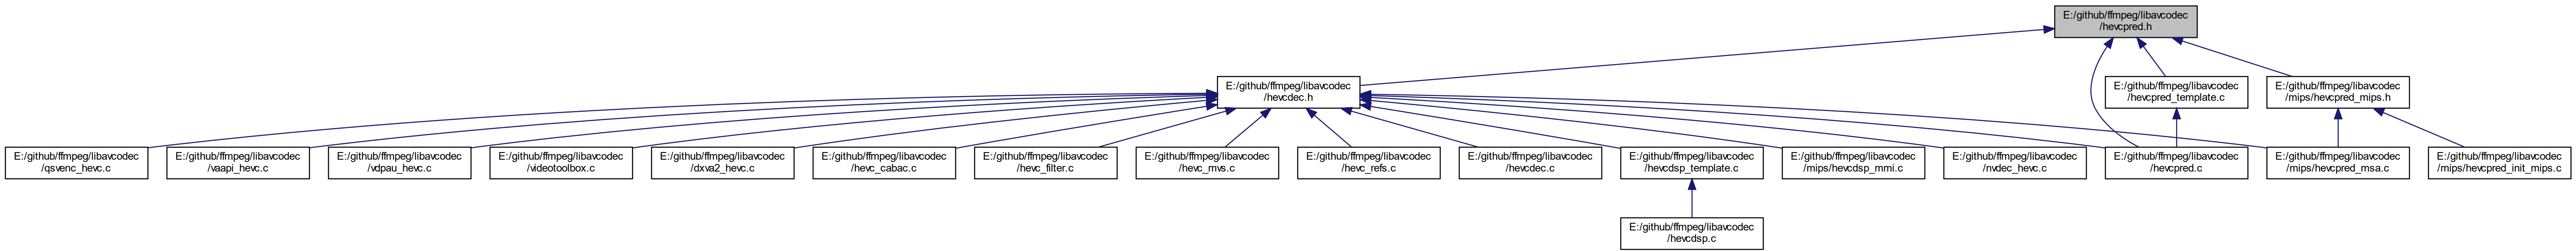 E:/github/ffmpeg/libavcodec
/hevcpred.h
E:/github/ffmpeg/libavcodec
/hevcdec.h
E:/github/ffmpeg/libavcodec
/hevcpred_template.c
E:/github/ffmpeg/libavcodec
/mips/hevcpred_mips.h
E:/github/ffmpeg/libavcodec
/qsvenc_hevc.c
E:/github/ffmpeg/libavcodec
/vaapi_hevc.c
E:/github/ffmpeg/libavcodec
/vdpau_hevc.c
E:/github/ffmpeg/libavcodec
/videotoolbox.c
E:/github/ffmpeg/libavcodec
/dxva2_hevc.c
E:/github/ffmpeg/libavcodec
/hevc_cabac.c
E:/github/ffmpeg/libavcodec
/hevc_filter.c
E:/github/ffmpeg/libavcodec
/hevc_mvs.c
E:/github/ffmpeg/libavcodec
/hevc_refs.c
E:/github/ffmpeg/libavcodec
/hevcdec.c
E:/github/ffmpeg/libavcodec
/hevcdsp_template.c
E:/github/ffmpeg/libavcodec
/mips/hevcdsp_mmi.c
E:/github/ffmpeg/libavcodec
/nvdec_hevc.c
E:/github/ffmpeg/libavcodec
/hevcpred.c
E:/github/ffmpeg/libavcodec
/mips/hevcpred_msa.c
E:/github/ffmpeg/libavcodec
/mips/hevcpred_init_mips.c
E:/github/ffmpeg/libavcodec
/hevcdsp.c